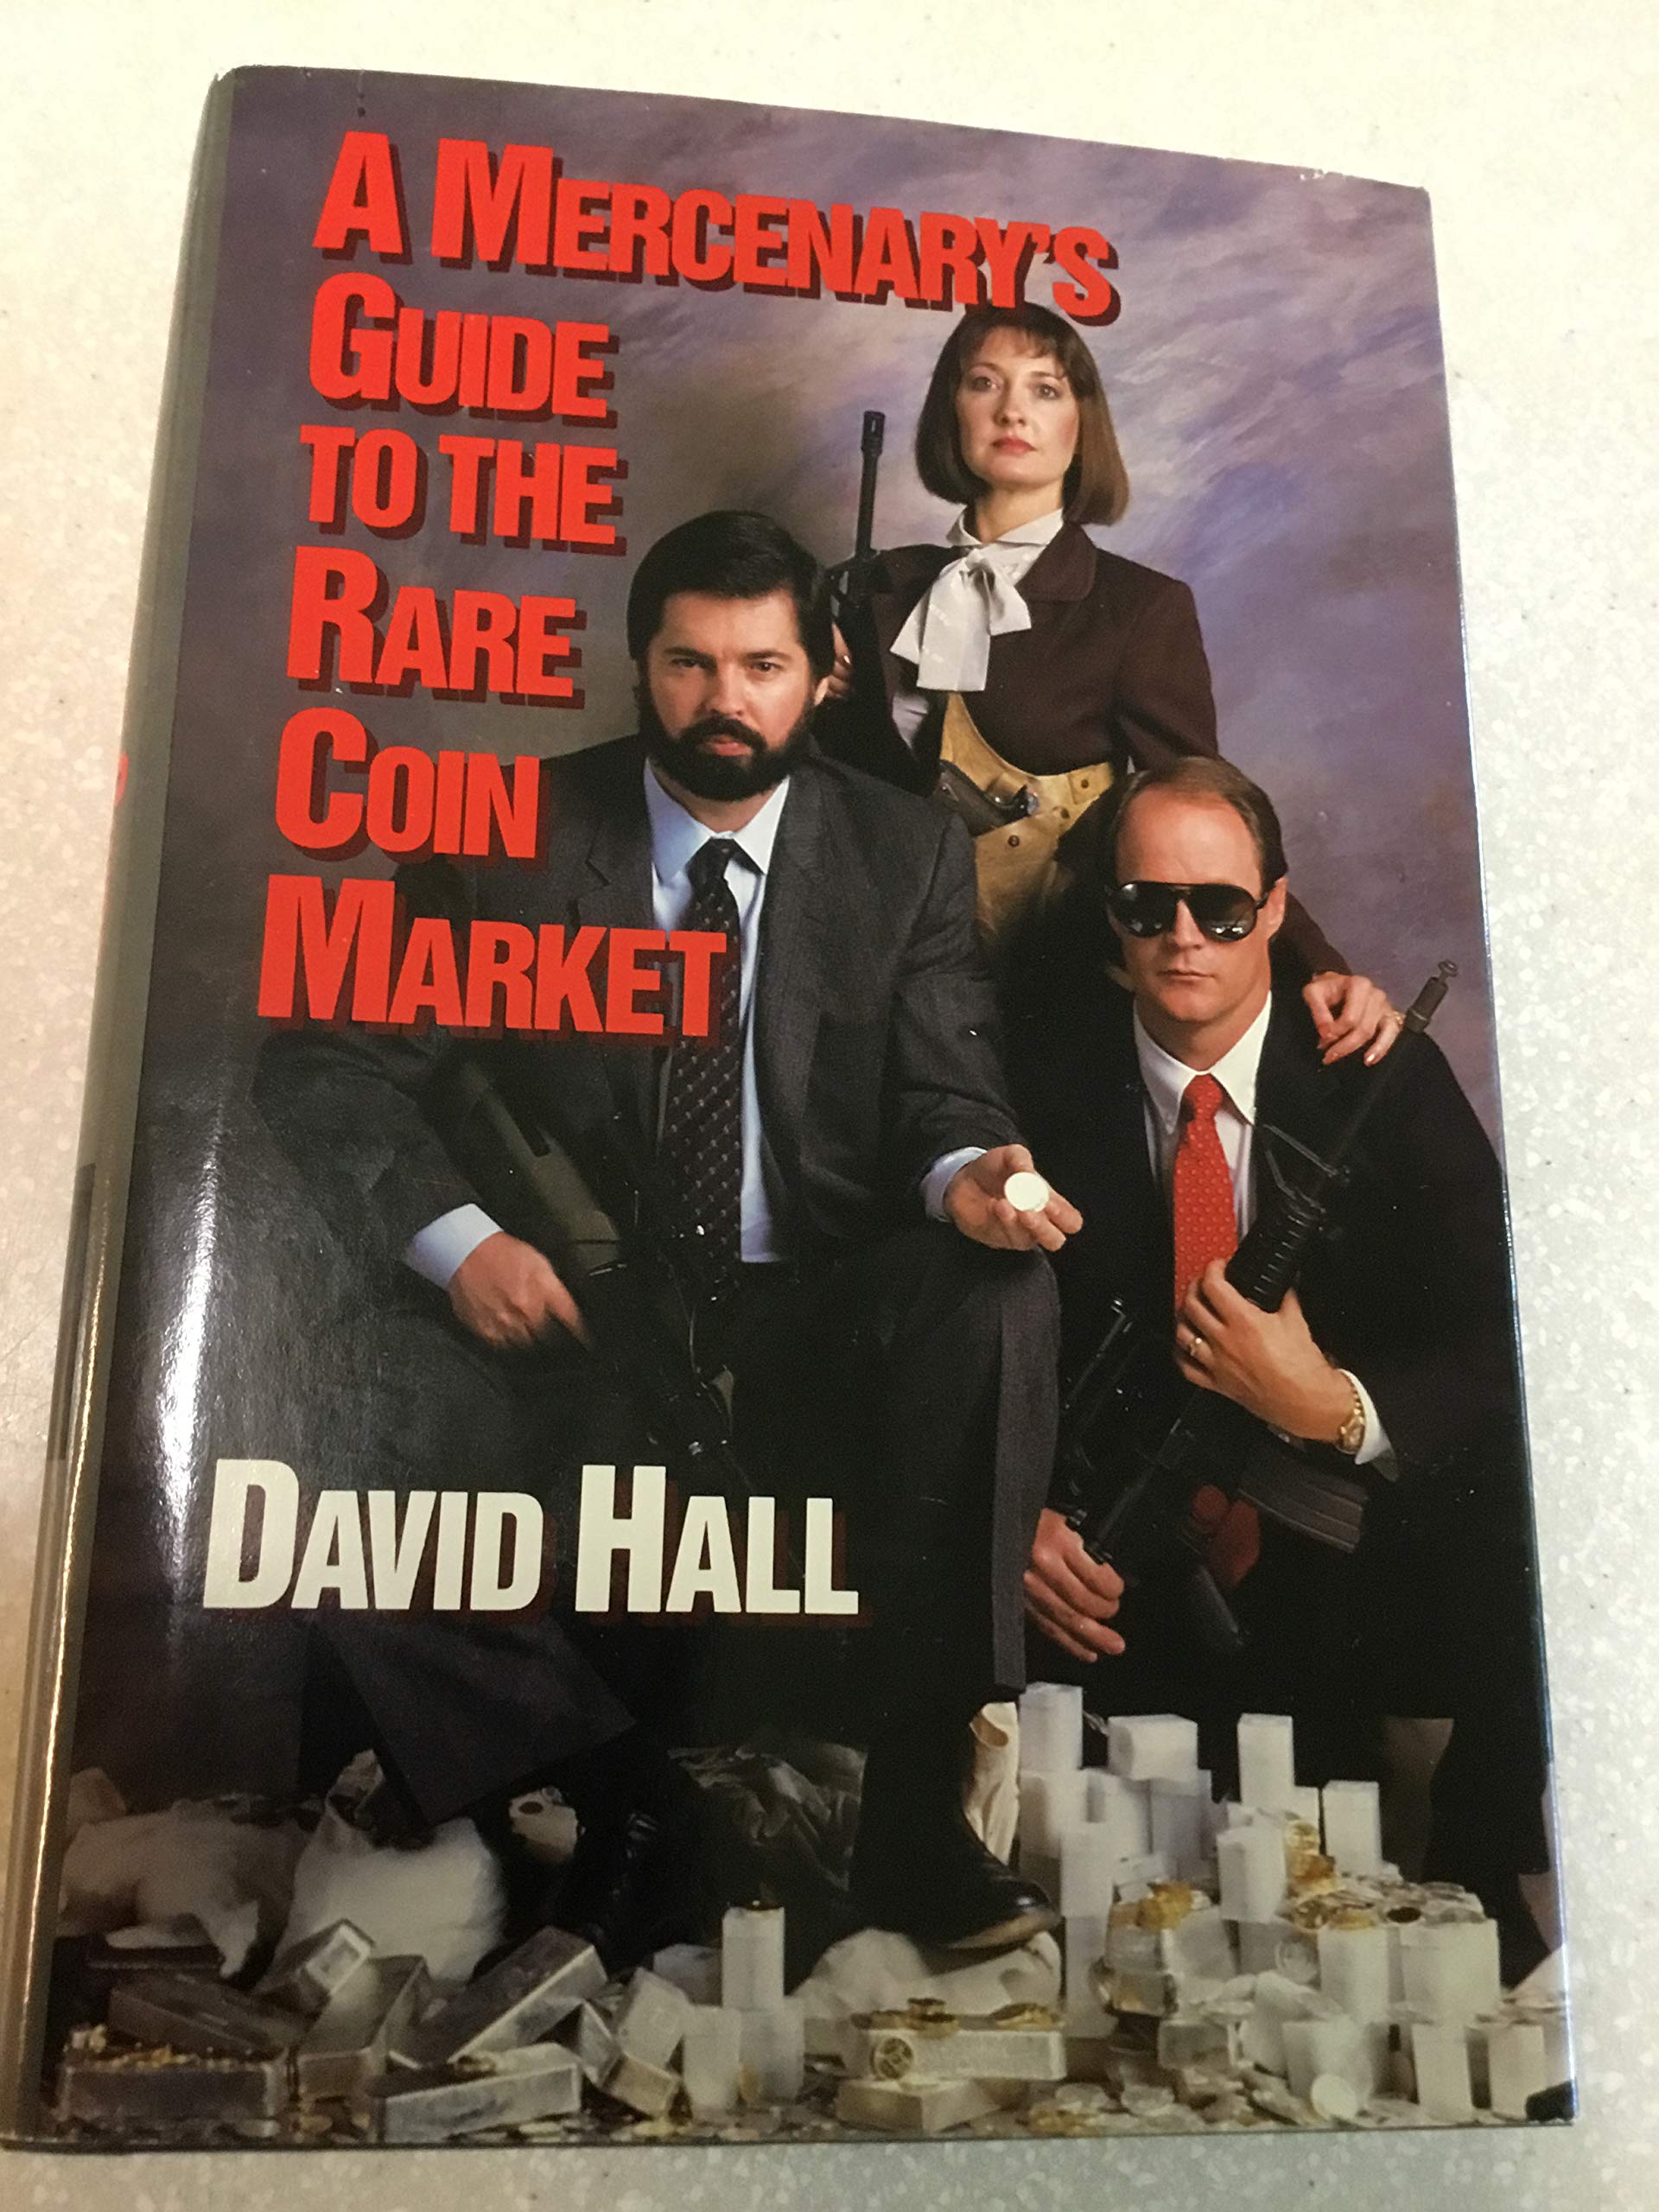 A MERCENARY'S
GUIDE
TO THE
RARE
COIN
MARKET
DAVID HALL